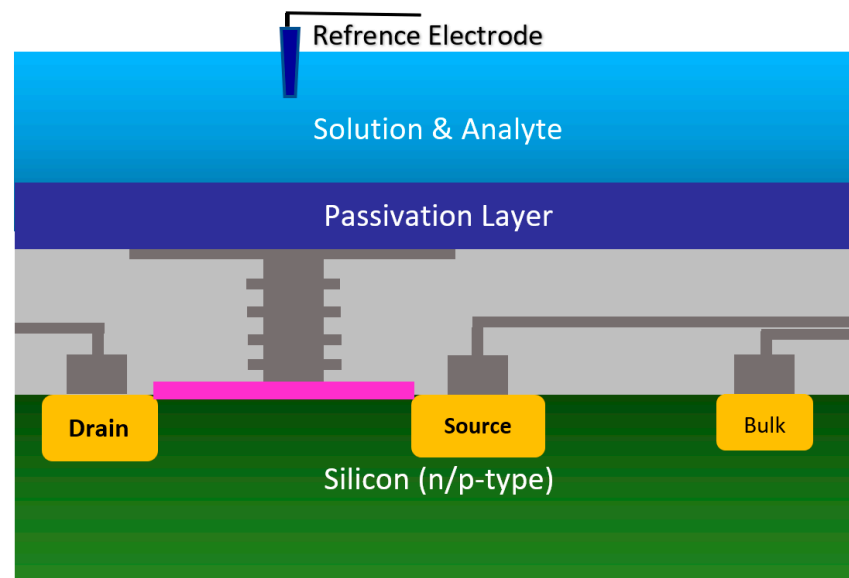 Refrence Electrode
Solution & Analyte
Passivation Layer
Drain
Source
Bulk
Silicon (n/p-type)